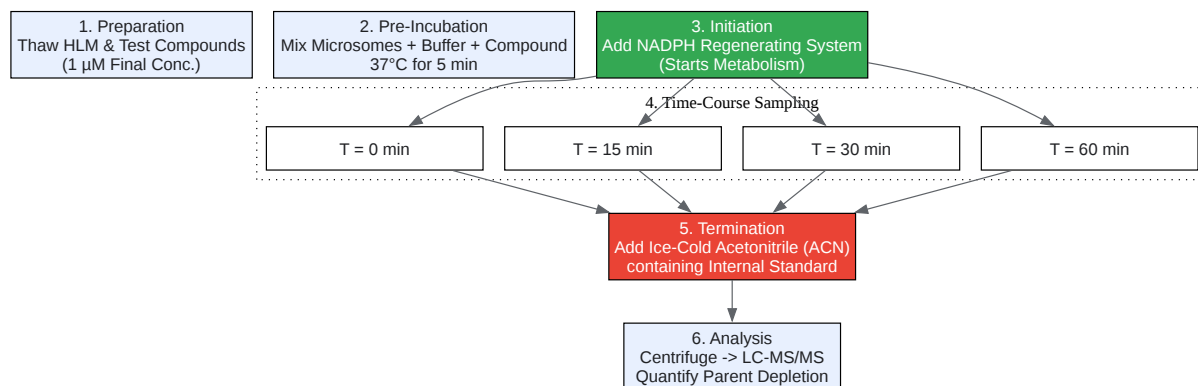 1. Preparation
Thaw HLM & Test Compounds
(1 µM Final Conc.)
2. Pre-Incubation
Mix Microsomes + Buffer + Compound
37°C for 5 min
3. Initiation
Add NADPH Regenerating System
(Starts Metabolism)
4. Time-Course Sampling
T = 0 min
T = 15 min
T = 30 min
T = 60 min
5. Termination
Add Ice-Cold Acetonitrile (ACN)
containing Internal Standard
6. Analysis
Centrifuge -> LC-MS/MS
Quantify Parent Depletion